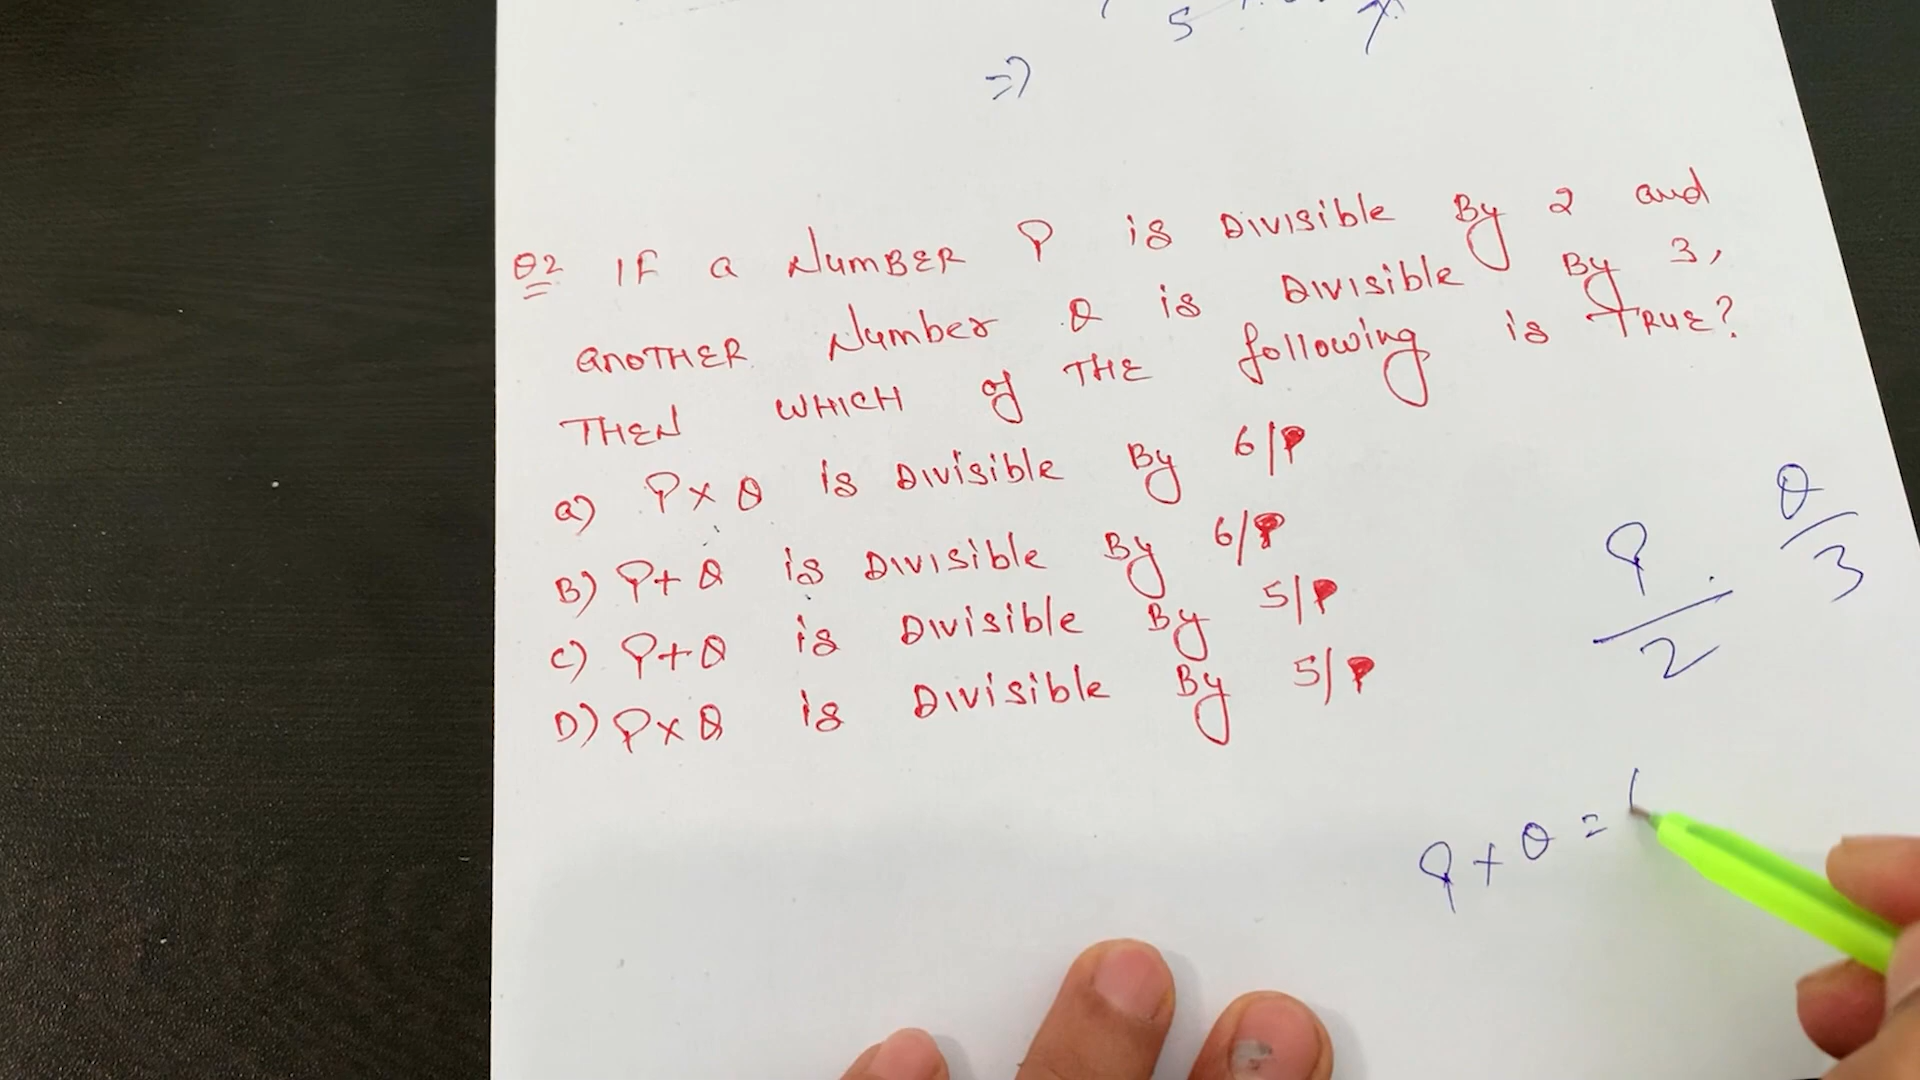 5
=>
Q2 IF a NumBER P is Divisible By 2 and
anoTHER Number Q is Divisible By 3,
THEN WHICH of THE following is TRUE?
a) P x Q is Divisible By 6/P
B) P + Q is Divisible By 6/P
C) P + Q is Divisible By 5/P
D) P x Q is Divisible By 5/P
P/2 Q/3
P + Q =